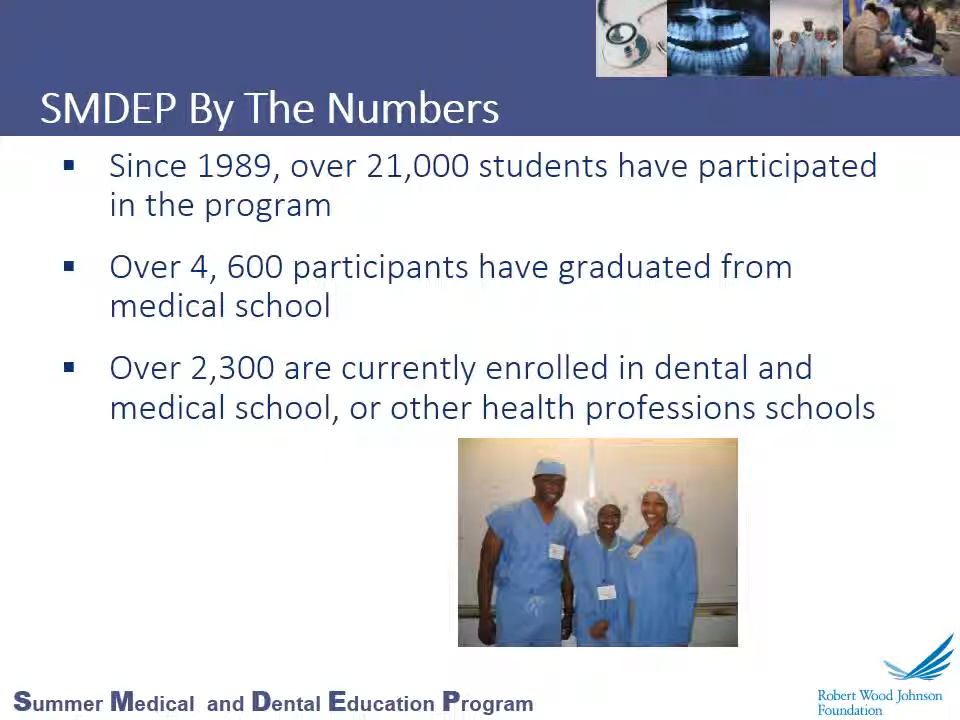 SMDEP By The Numbers
▪ Since 1989, over 21,000 students have participated
in the program
▪ Over 4, 600 participants have graduated from
medical school
▪ Over 2,300 are currently enrolled in dental and
medical school, or other health professions schools
Summer Medical and Dental Education Program
Robert Wood Johnson
Foundation